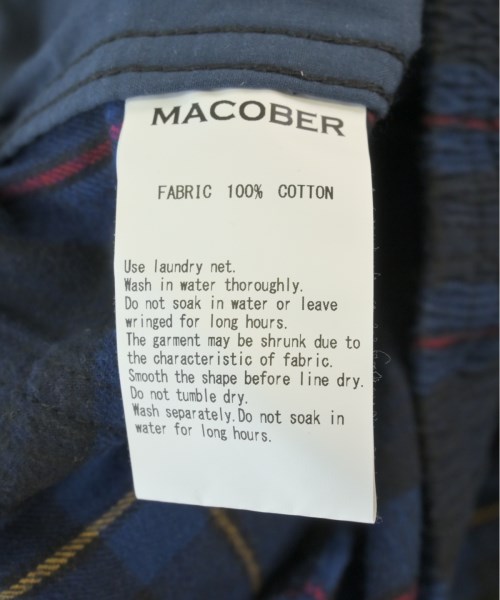 MACOBER
FABRIC 100% COTTON
Use laundry net.
Wash in water thoroughly.
Do not soak in water or leave
wringed for long hours.
The garment may be shrunk due to
the characteristic of fabric.
Smooth the shape before line dry.
Do not tumble dry.
Wash separately.Do not soak in
water for long hours.